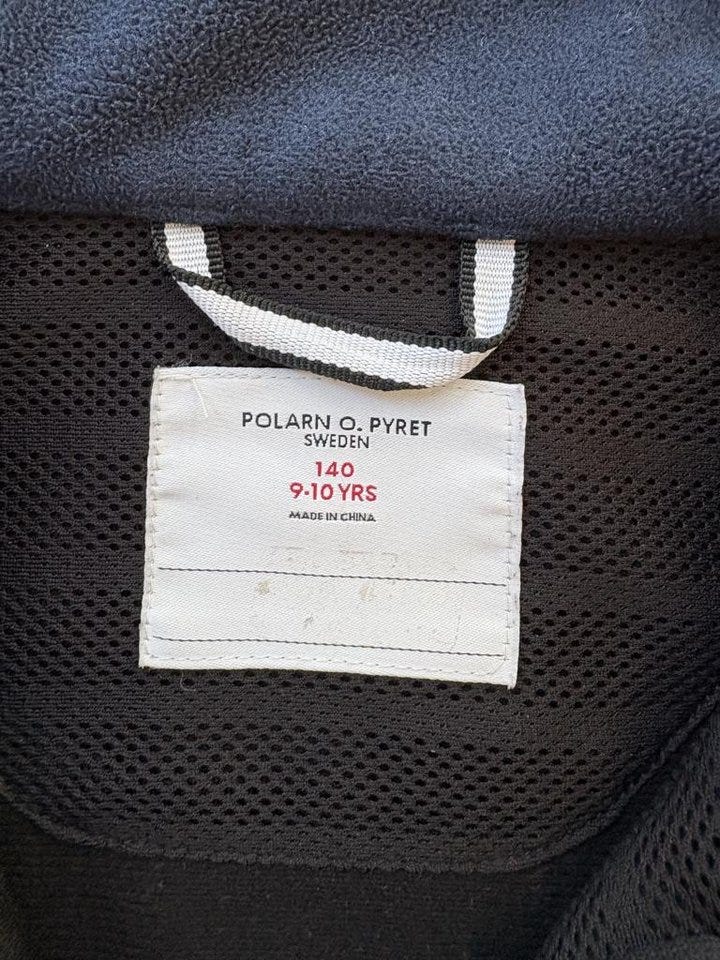 POLARN O. PYRET
SWEDEN
140
9-10 YRS
MADE IN CHINA